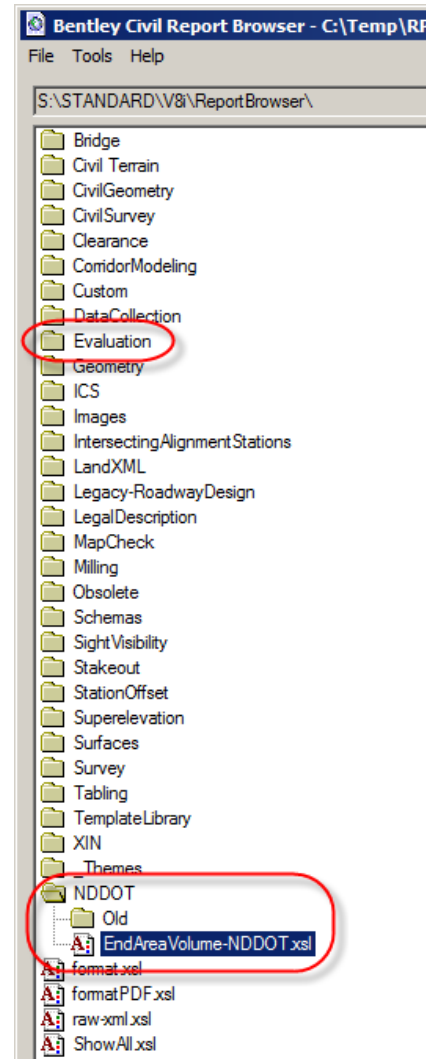 Bentley Civil Report Browser - C:\Temp\RP
File Tools Help
S:\STANDARD\V8i\ReportBrowser\
Bridge
Civil Terrain
CivilGeometry
CivilSurvey
Clearance
CorridorModeling
Custom
DataCollection
Evaluation
Geometry
ICS
Images
IntersectingAlignmentStations
LandXML
Legacy-RoadwayDesign
LegalDescription
MapCheck
Milling
Obsolete
Schemas
SightVisibility
Stakeout
StationOffset
Superelevation
Surfaces
Survey
Tabling
TemplateLibrary
XIN
_Themes
NDDOT
Old
EndAreaVolume-NDDOT.xsl
format.xsl
formatPDF.xsl
raw-xml.xsl
ShowAll.xsl